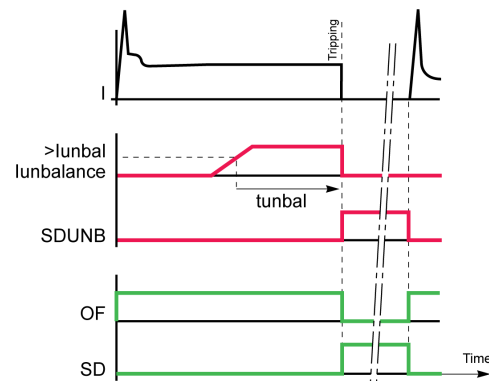 Tripping
I
>Iunbal
Iunbalance
tunbal
SDUNB
OF
SD
Time